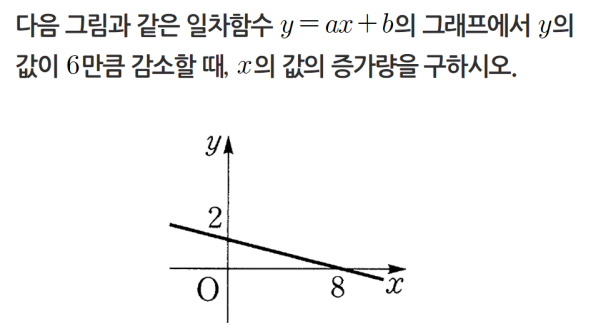 다음 그림과 같은 일차함수 y=ax+b의 그래프에서 y의
값이 6만큼 감소할 때, x의 값의 증가량을 구하시오.
y
2
O
8
x